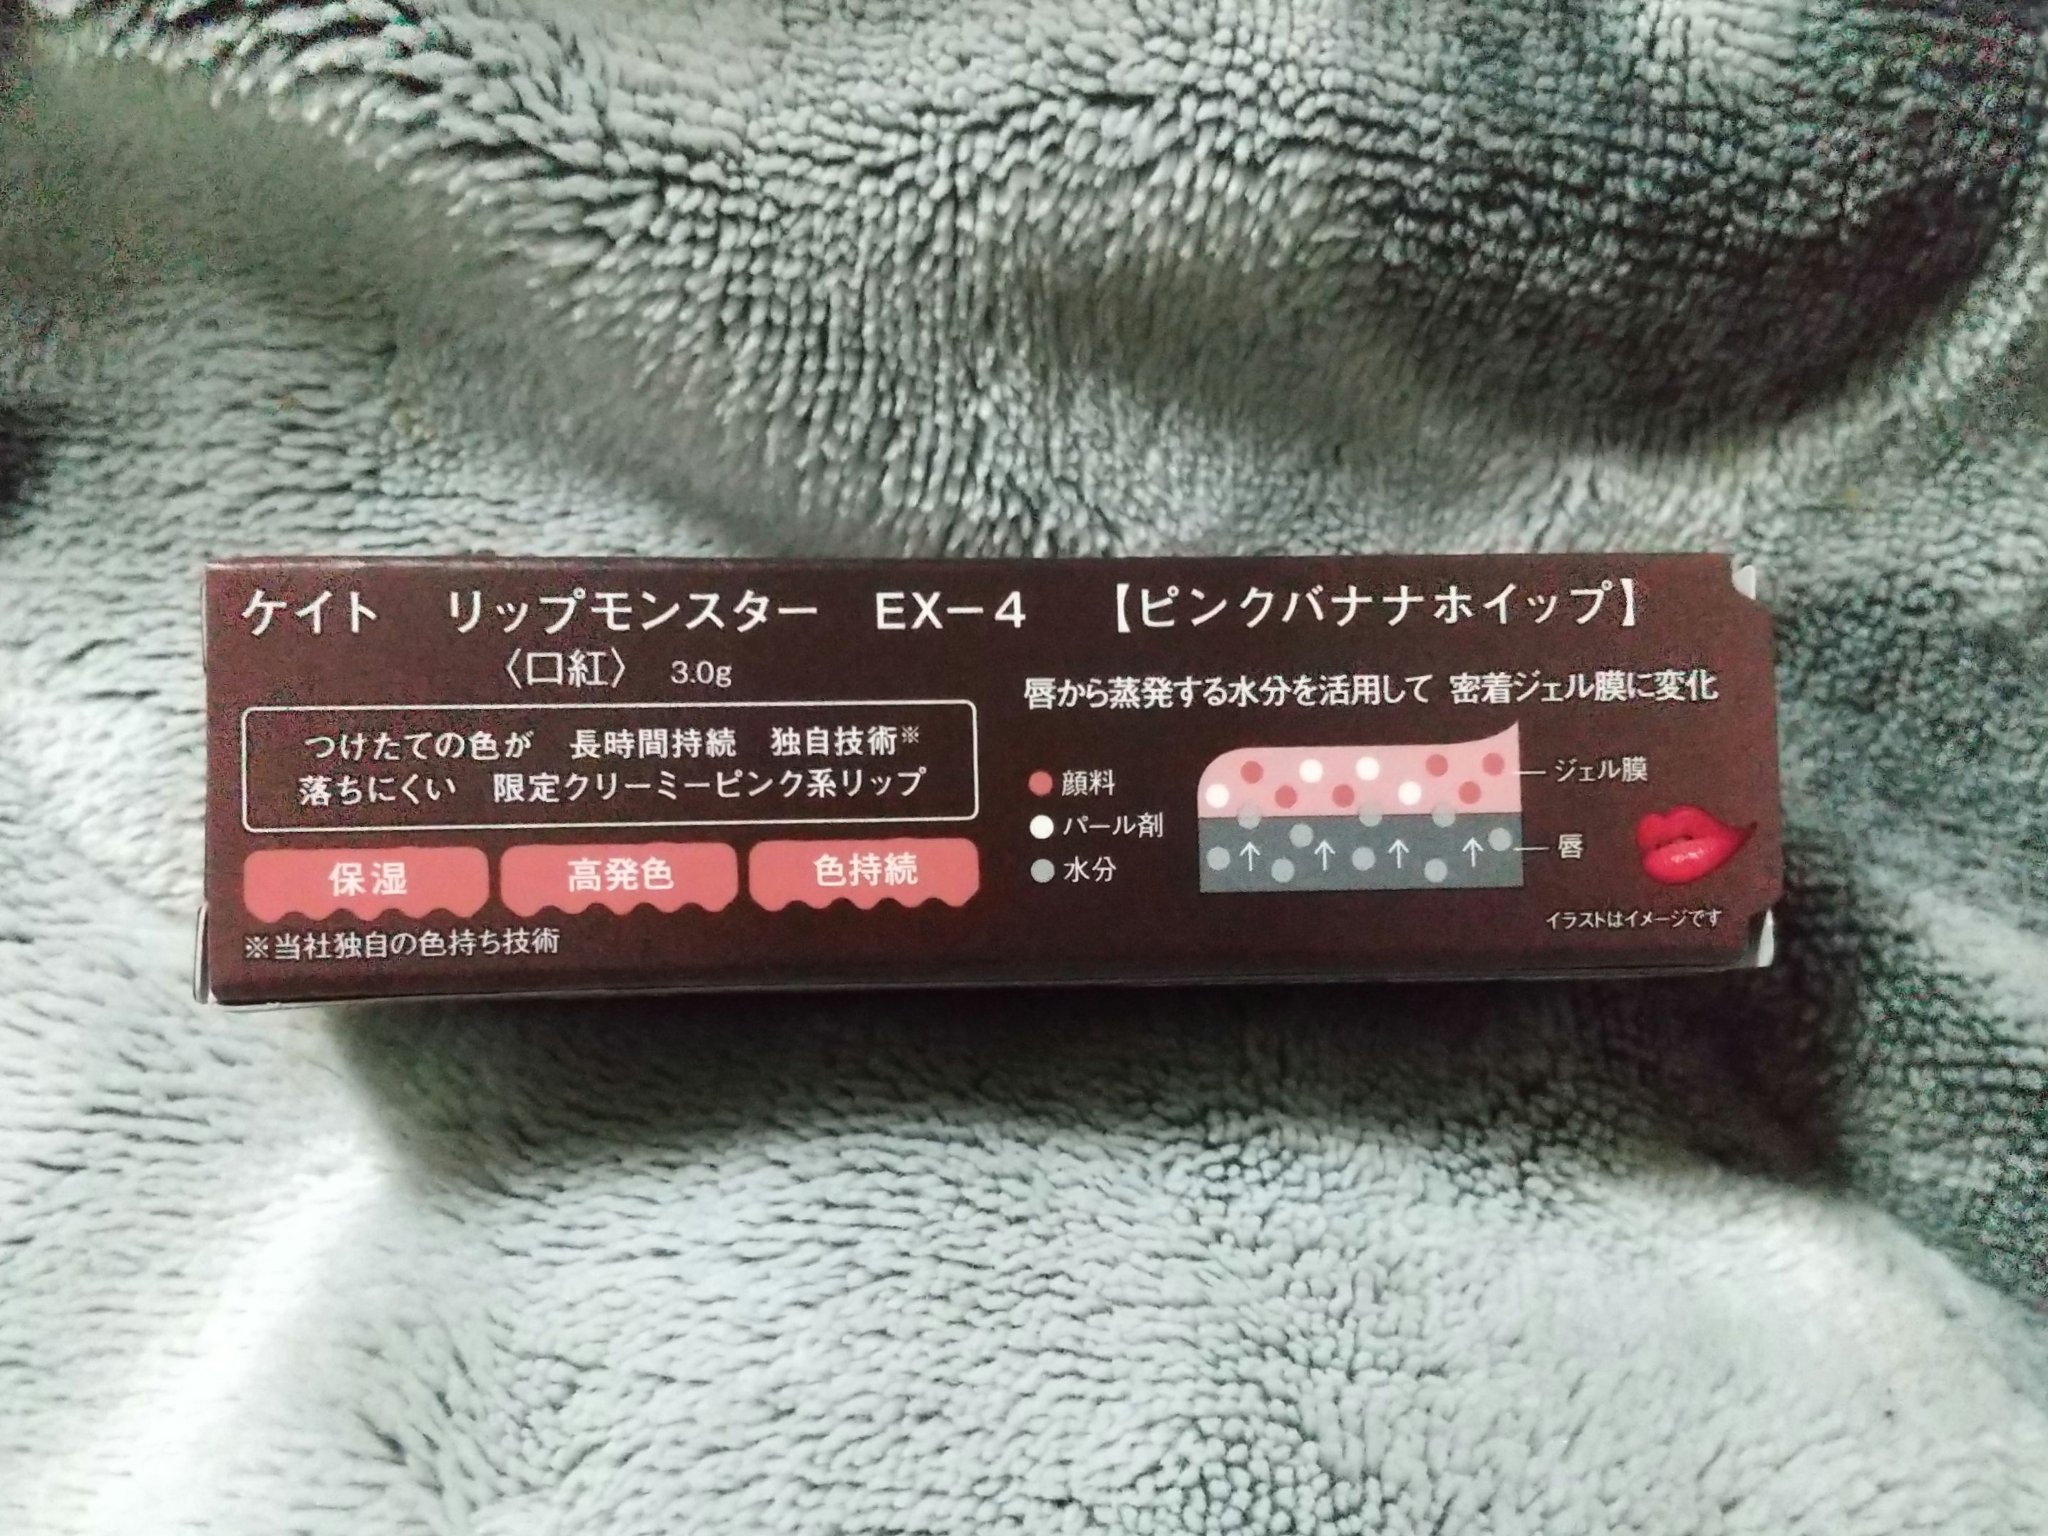 ケイト リップモンスター EX－4 【ピンクバナナホイップ】
〈口紅〉 3.0g
つけたての色が 長時間持続 独自技術※
落ちにくい 限定クリーミーピンク系リップ
保湿 高発色 色持続
※当社独自の色持ち技術
唇から蒸発する水分を活用して 密着ジェル膜に変化
顔料
パール剤
水分
ジェル膜
唇
イラストはイメージです